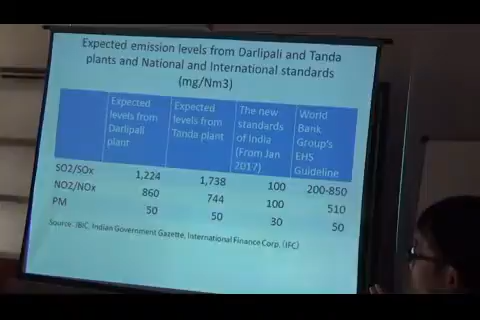 Expected emission levels from Darlipali and Tanda
plants and National and International standards
(mg/Nm3)
Expected levels from Darlipali plant | Expected levels from Tanda plant | The new standards of India (From Jan 2017) | World Bank Group's EHS Guideline
SO2/SOx 1,224 1,738 100 200-850
NO2/NOx 860 744 100 510
PM 50 50 30 50
Source: JBIC, Indian Government Gazette, International Finance Corp. (IFC)